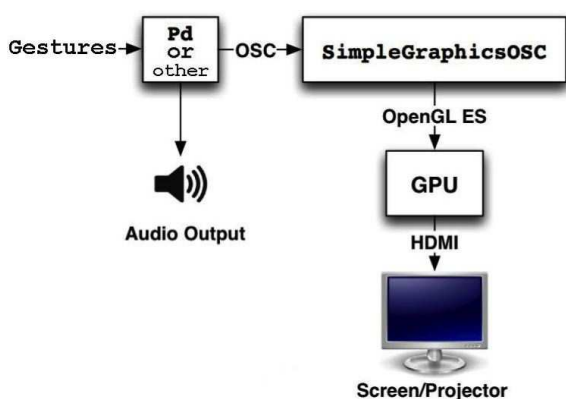 Gestures
Pd
or
other
OSC
SimpleGraphicsOSC
OpenGL ES
GPU
HDMI
Audio Output
Screen/Projector